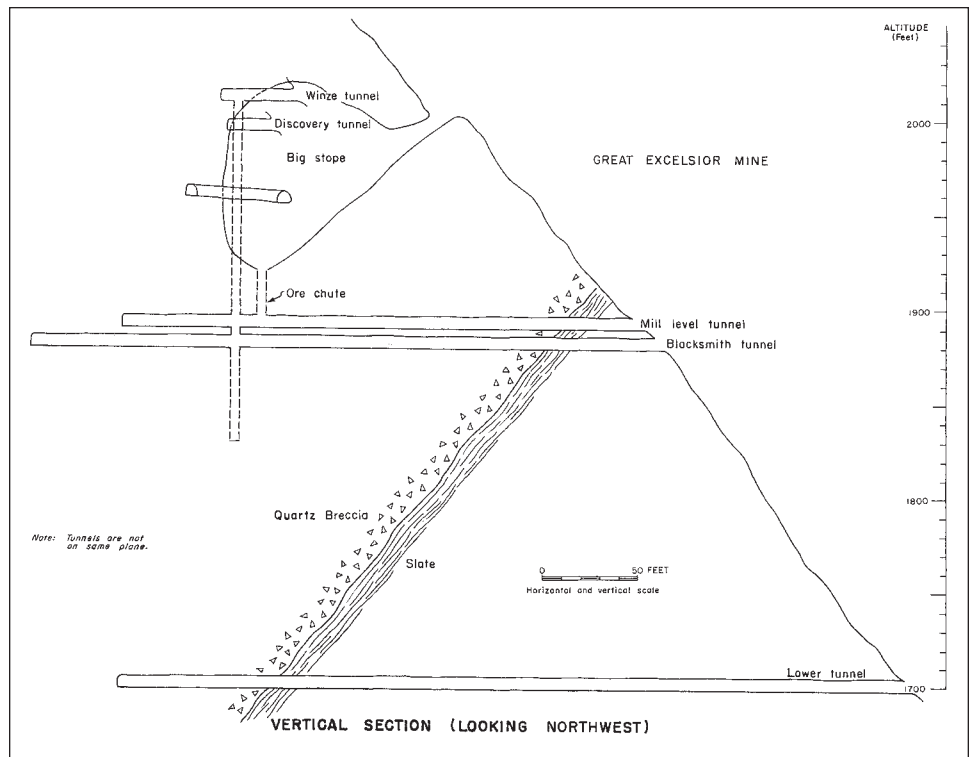 ALTITUDE
(Feet)
Winze tunnel
2000
Discovery tunnel
Big stope
GREAT EXCELSIOR MINE
Ore chute
1900
Mill level tunnel
Blacksmith tunnel
1800
Quartz Breccia
Note: Tunnels are not
on same plane.
Slate
0 50 FEET
Horizontal and vertical scale
Lower tunnel
1700
VERTICAL SECTION (LOOKING NORTHWEST)